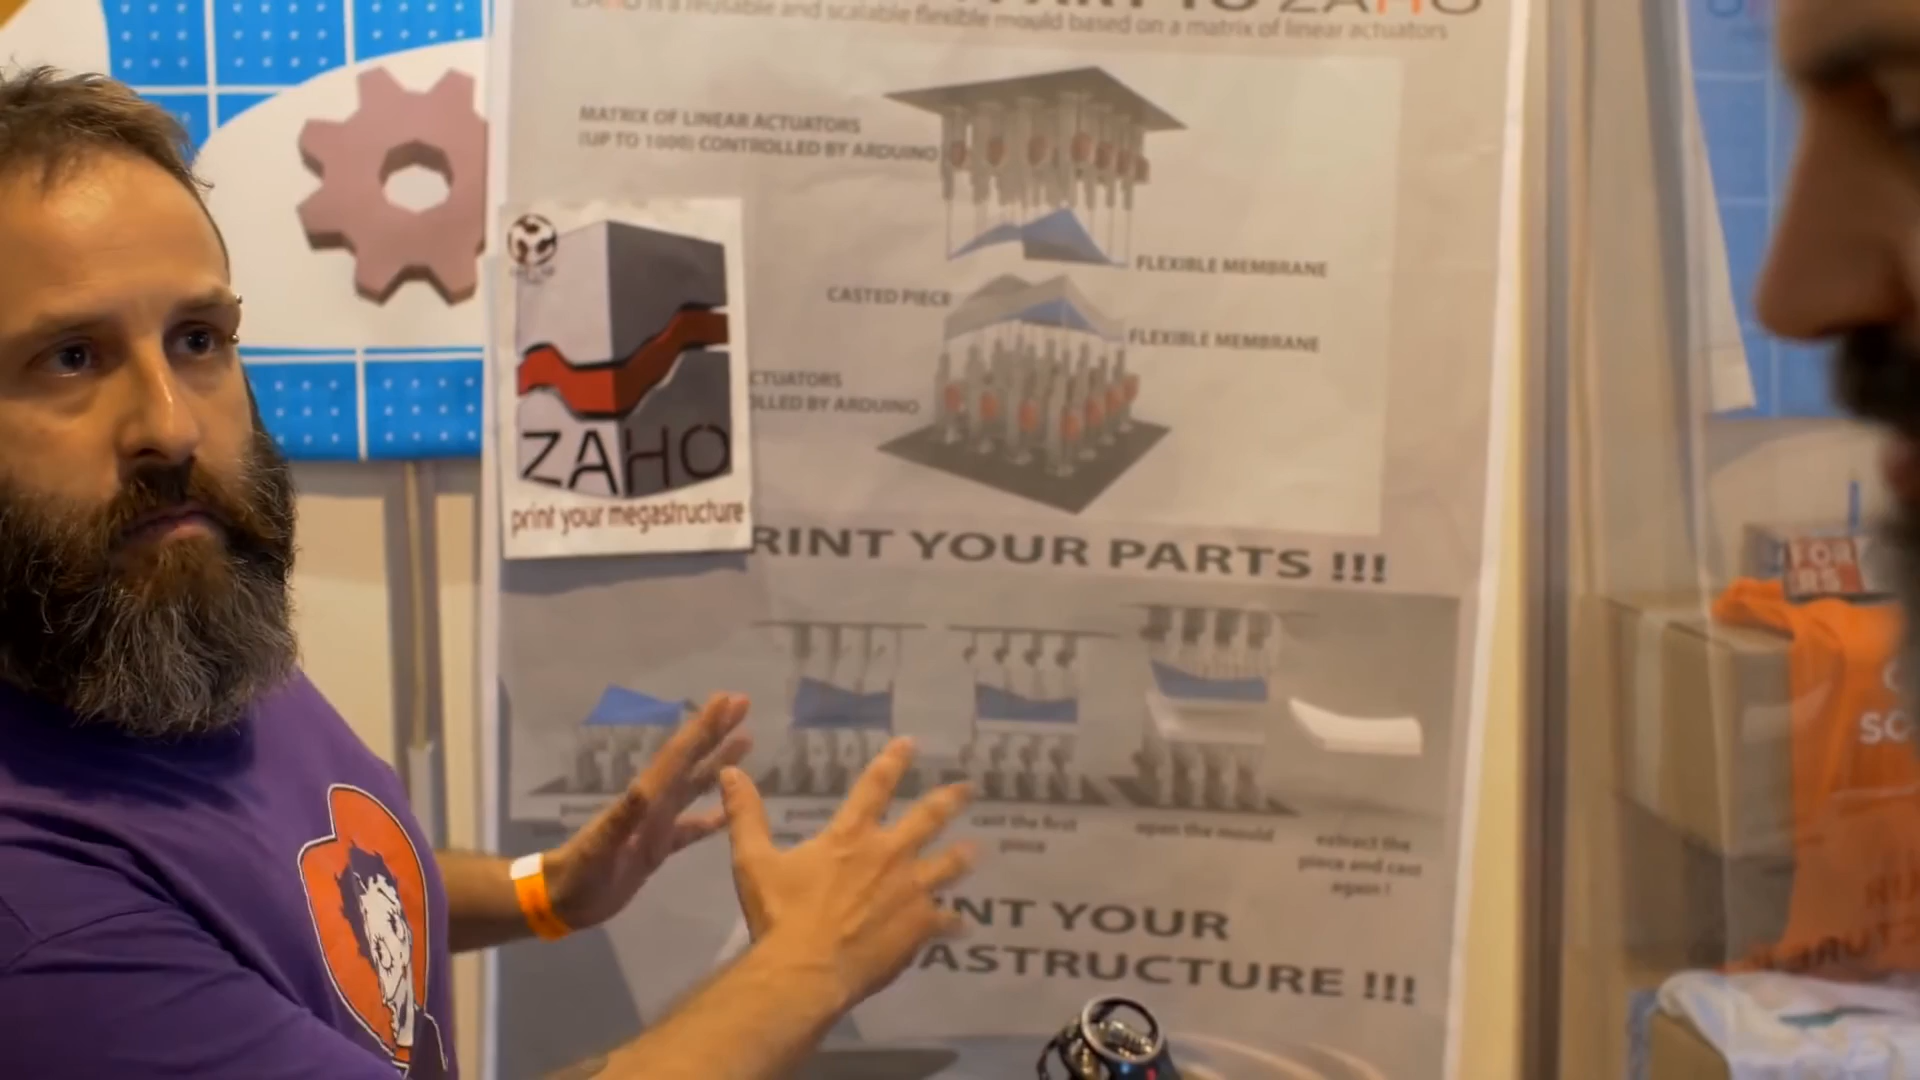 ZAHO is a reusable and scalable flexible mould based on a matrix of linear actuators
MATRIX OF LINEAR ACTUATORS
(UP TO 1000) CONTROLLED BY ARDUINO
FLEXIBLE MEMBRANE
CASTED PIECE
FLEXIBLE MEMBRANE
CTUATORS
OLLED BY ARDUINO
ZAHO
print your megastructure
RINT YOUR PARTS !!!
cast the first
piece
open the mould
extract the
piece and cast
again !
NT YOUR
ASTRUCTURE !!!
FOR